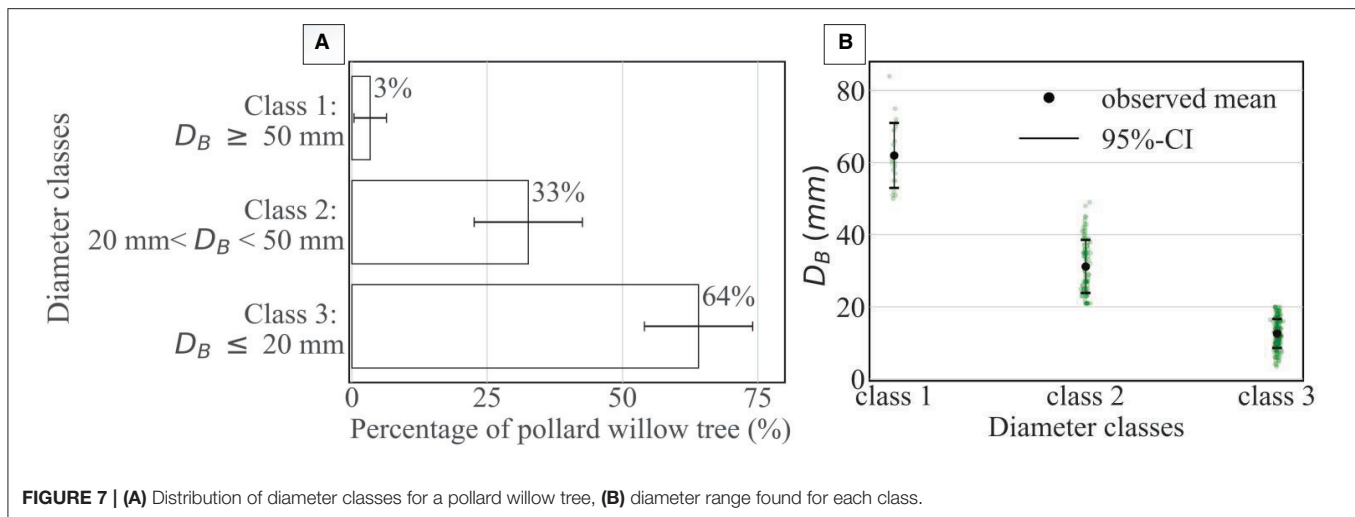 A
Diameter classes
Class 1:
D_B ≥ 50 mm
3%
Class 2:
20 mm< D_B < 50 mm
33%
Class 3:
D_B ≤ 20 mm
64%
0 25 50 75
Percentage of pollard willow tree (%)
B
D_B (mm)
80
60
40
20
0
observed mean
95%-CI
class 1 class 2 class 3
Diameter classes
FIGURE 7 | (A) Distribution of diameter classes for a pollard willow tree, (B) diameter range found for each class.